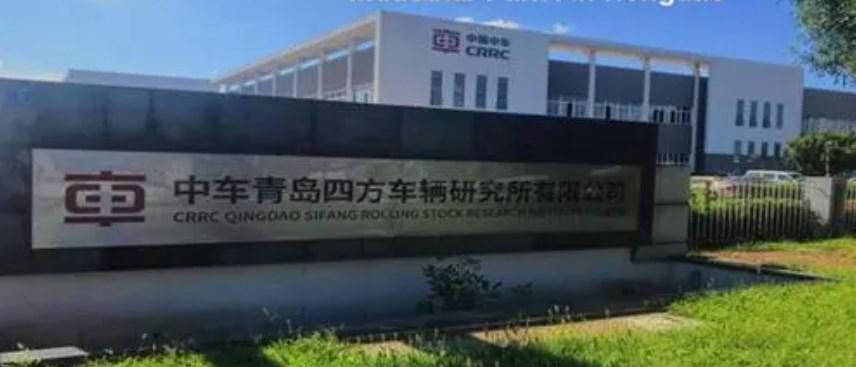 中国中车
CRRC
中车青岛四方车辆研究所有限公司
CRRC QINGDAO SIFANG ROLLING STOCK RESEARCH INSTITUTE